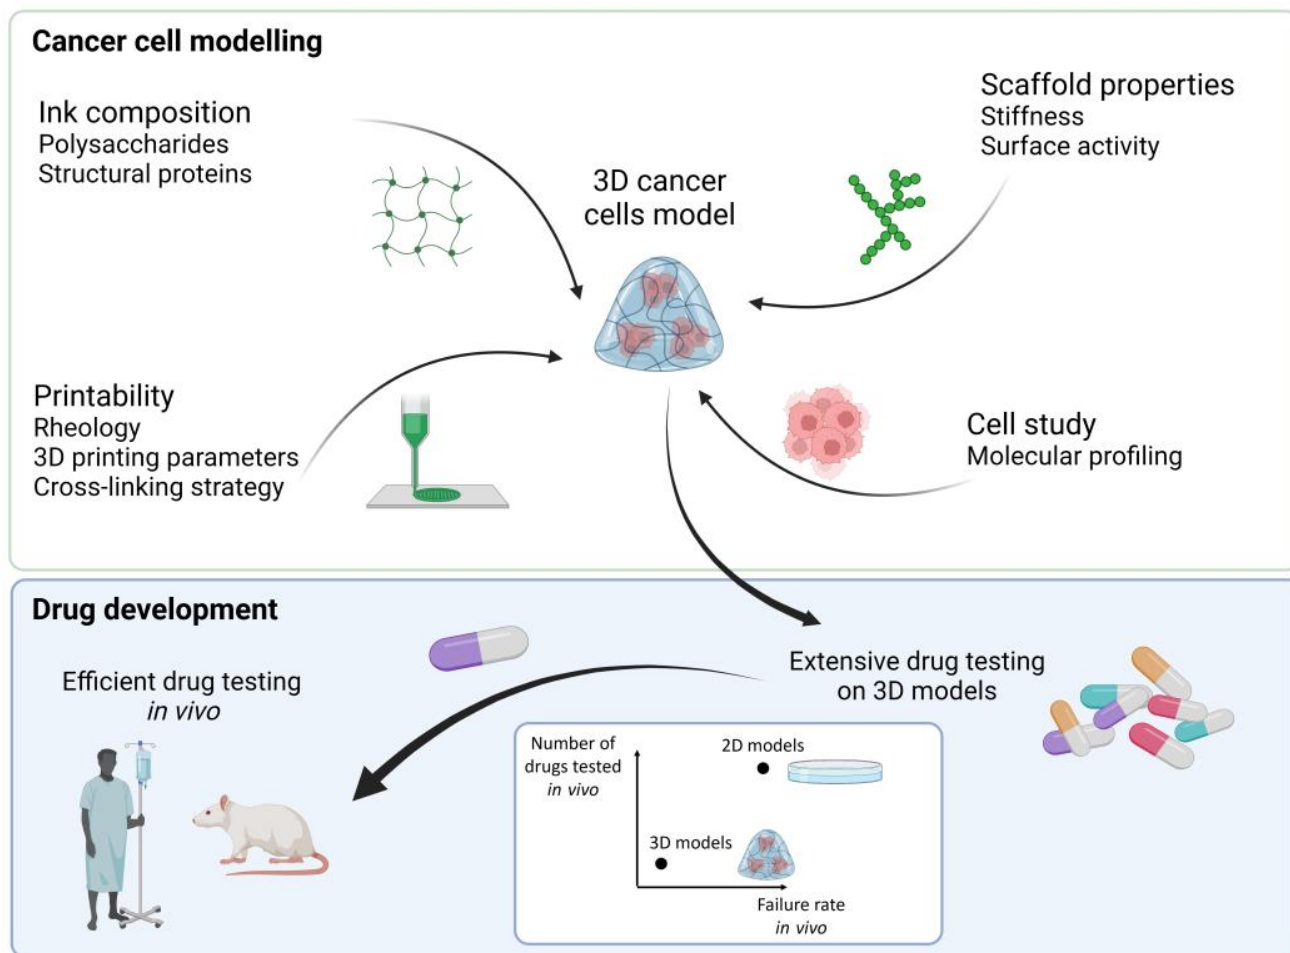 Cancer cell modelling
Ink composition
Polysaccharides
Structural proteins
3D cancer
cells model
Scaffold properties
Stiffness
Surface activity
Printability
Rheology
3D printing parameters
Cross-linking strategy
Cell study
Molecular profiling
Drug development
Efficient drug testing
in vivo
Extensive drug testing
on 3D models
Number of
drugs tested
in vivo
2D models
3D models
Failure rate
in vivo